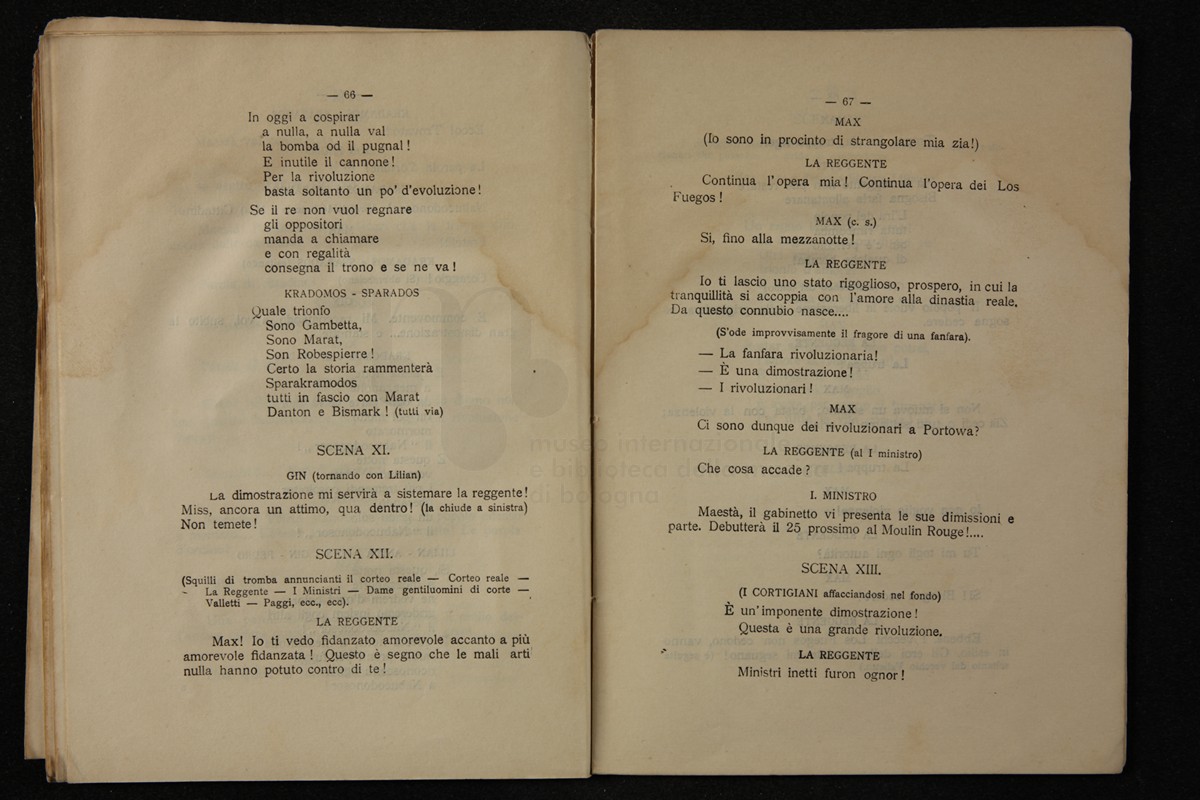 — 66 —
In oggi a cospirar
a nulla, a nulla val
la bomba od il pugnal !
E inutile il cannone !
Per la rivoluzione
basta soltanto un po' d'evoluzione !
Se il re non vuol regnare
gli oppositori
manda a chiamare
e con regalità
consegna il trono e se ne va !
KRADOMOS - SPARADOS
Quale trionfo
Sono Gambetta,
Sono Marat,
Son Robespierre !
Certo la storia rammenterà
Sparakramodos
tutti in fascio con Marat
Danton e Bismark ! (tutti via)
SCENA XI.
GIN (tornando con Lilian)
La dimostrazione mi servirà a sistemare la reggente !
Miss, ancora un attimo, qua dentro! (la chiude a sinistra)
Non temete !
SCENA XII.
(Squilli di tromba annuncianti il corteo reale — Corteo reale —
La Reggente — I Ministri — Dame gentiluomini di corte —
Valletti — Paggi, ecc., ecc).
LA REGGENTE
Max! Io ti vedo fidanzato amorevole accanto a più
amorevole fidanzata ! Questo è segno che le mali arti
nulla hanno potuto contro di te !
— 67 —
MAX
(Io sono in procinto di strangolare mia zia!)
LA REGGENTE
Continua l'opera mia ! Continua l'opera dei Los
Fuegos !
MAX (c. s.)
Si, fino alla mezzanotte !
LA REGGENTE
Io ti lascio uno stato rigoglioso, prospero, in cui la
tranquillità si accoppia con l'amore alla dinastia reale.
Da questo connubio nasce....
(S'ode improvvisamente il fragore di una fanfara).
— La fanfara rivoluzionaria!
— È una dimostrazione !
— I rivoluzionari !
MAX
Ci sono dunque dei rivoluzionari a Portowa?
LA REGGENTE (al I ministro)
Che cosa accade ?
I. MINISTRO
Maestà, il gabinetto vi presenta le sue dimissioni e
parte. Debutterà il 25 prossimo al Moulin Rouge !....
SCENA XIII.
(I CORTIGIANI affacciandosi nel fondo)
È un'imponente dimostrazione !
Questa è una grande rivoluzione.
LA REGGENTE
Ministri inetti furon ognor !
museo internazionale
e biblioteca della musica
di bologna